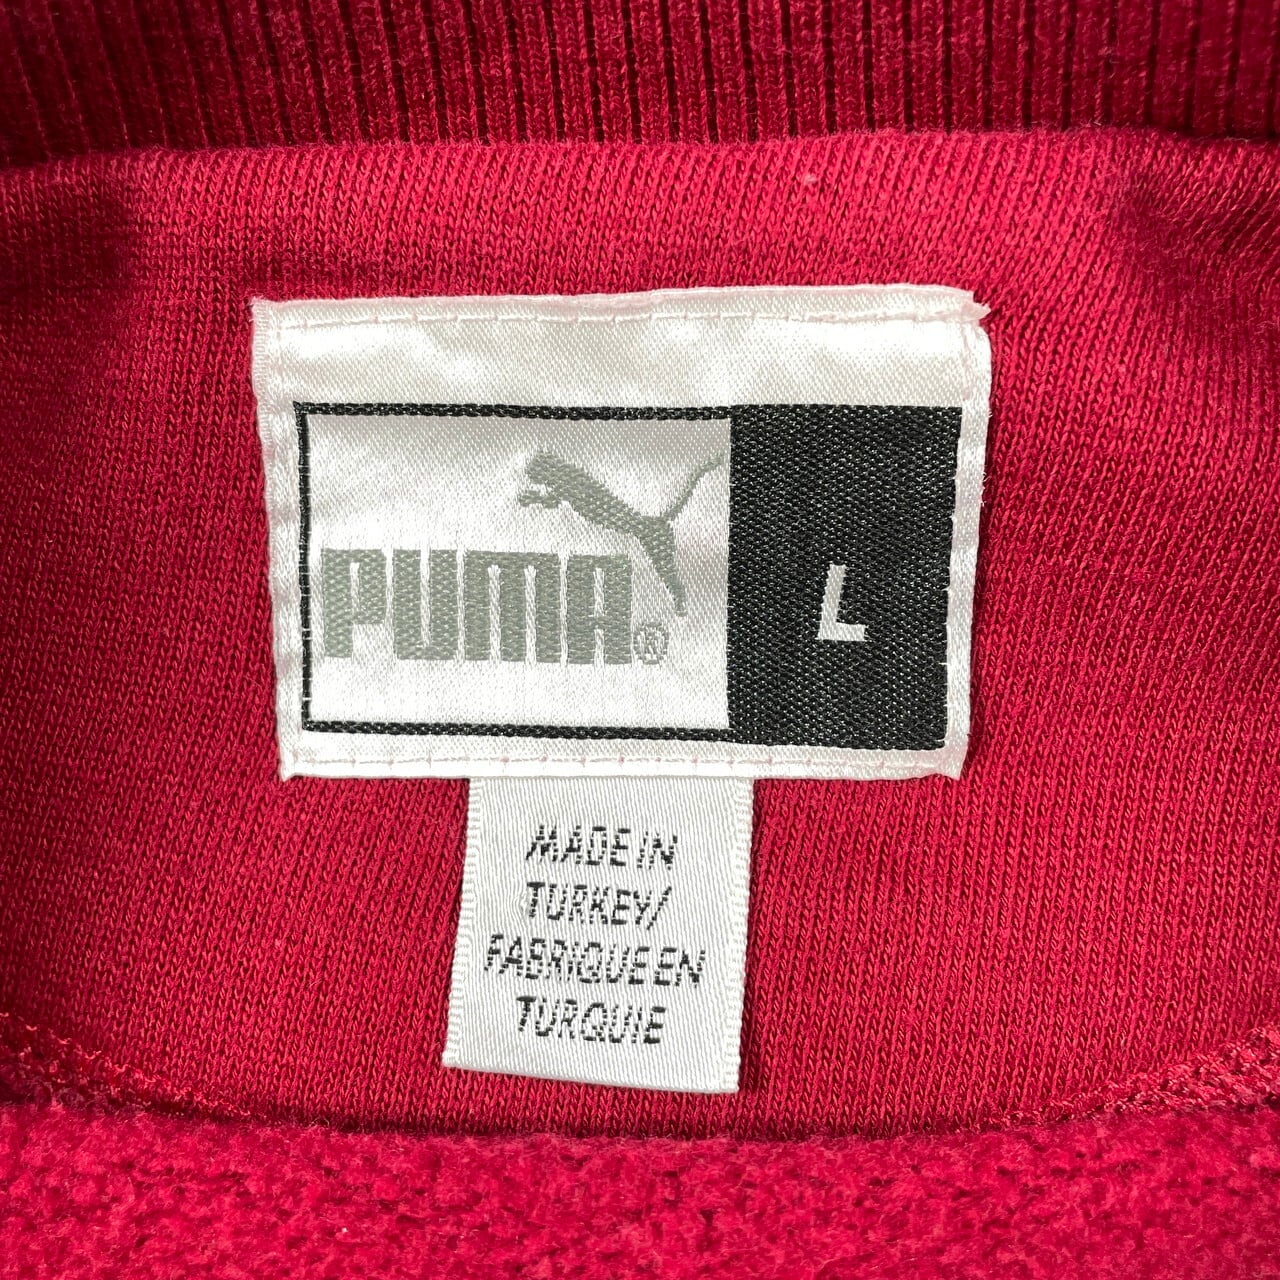 PUMA®
L
MADE IN
TURKEY/
FABRIQUE EN
TURQUIE